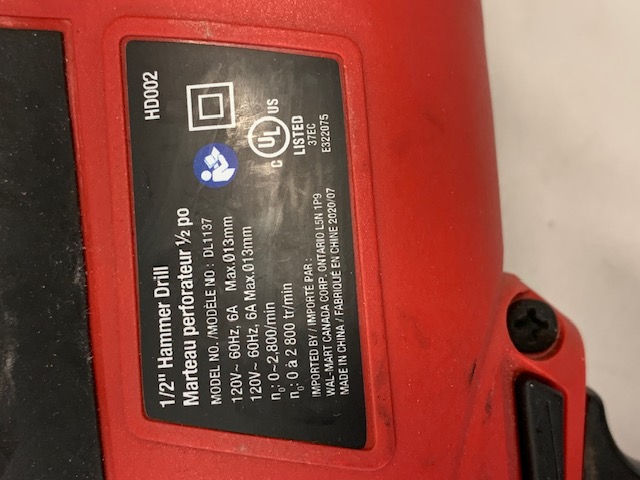 1/2" Hammer Drill
HD002
Marteau perforateur ½ po
MODEL NO. /MODÈLE NO : DL1137
120V~ 60Hz, 6A Max.Ø13mm
120V~ 60Hz, 6A Max.Ø13mm
n₀: 0~2,800/min
n₀: 0 à 2 800 tr/min
C UL US
LISTED
37EC
E322075
IMPORTED BY / IMPORTÉ PAR :
WAL-MART CANADA CORP. ONTARIO L5N 1P9
MADE IN CHINA / FABRIQUÉ EN CHINE 2020/07